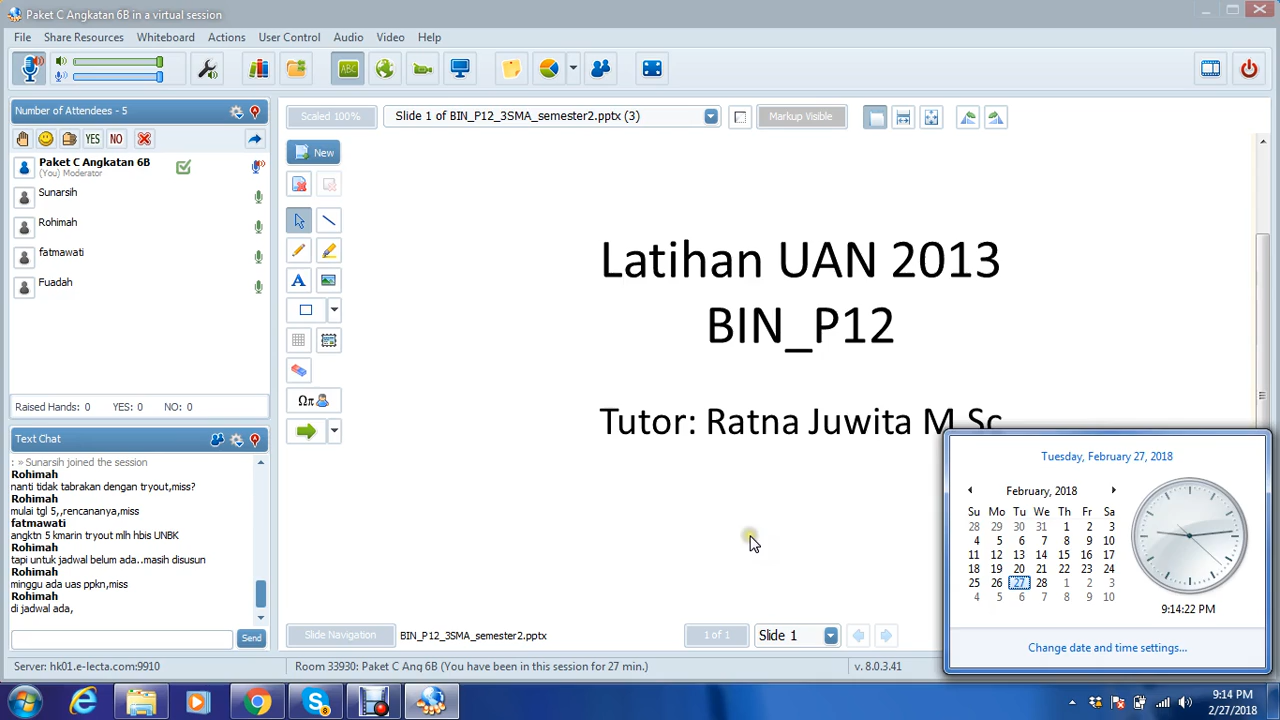 Paket C Angkatan 6B in a virtual session
File Share Resources Whiteboard Actions User Control Audio Video Help
ABC
Number of Attendees - 5
YES NO
Paket C Angkatan 6B
(You) Moderator
Sunarsih
Rohimah
fatmawati
Fuadah
Raised Hands: 0 YES: 0 NO: 0
Text Chat
: » Sunarsih joined the session
Rohimah
nanti tidak tabrakan dengan tryout,miss?
Rohimah
mulai tgl 5,,rencananya,miss
fatmawati
angktn 5 kmarin tryout mlh hbis UNBK
Rohimah
tapi untuk jadwal belum ada..masih disusun
Rohimah
minggu ada uas ppkn,miss
Rohimah
di jadwal ada,
Send
Scaled 100% Slide 1 of BIN_P12_3SMA_semester2.pptx (3) Markup Visible
New
A
Ωπ
Latihan UAN 2013
BIN_P12
Tutor: Ratna Juwita M.Sc
Slide Navigation BIN_P12_3SMA_semester2.pptx 1 of 1 Slide 1
Server: hk01.e-lecta.com:9910 Room 33930: Paket C Ang 6B (You have been in this session for 27 min.) v. 8.0.3.41
Tuesday, February 27, 2018
February, 2018
Su Mo Tu We Th Fr Sa
28 29 30 31 1 2 3
4 5 6 7 8 9 10
11 12 13 14 15 16 17
18 19 20 21 22 23 24
25 26 27 28 1 2 3
4 5 6 7 8 9 10
9:14:22 PM
Change date and time settings...
9:14 PM
2/27/2018